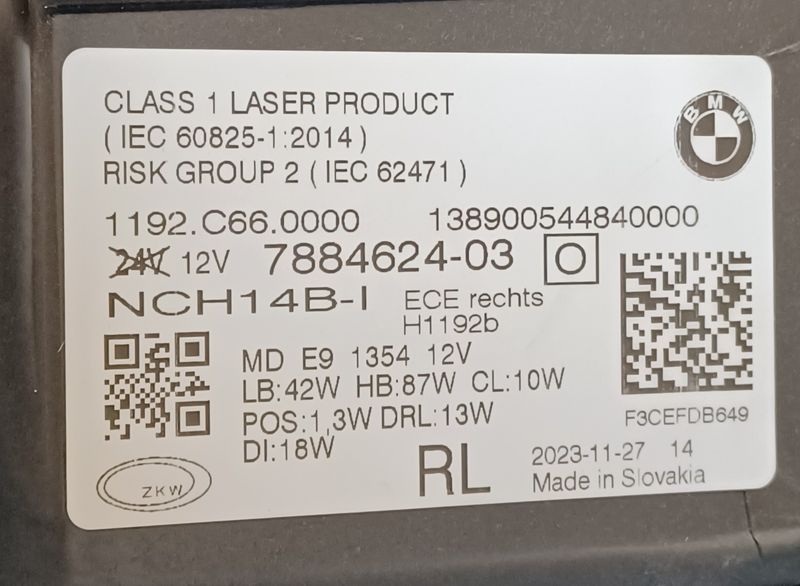 CLASS 1 LASER PRODUCT
( IEC 60825-1:2014 )
RISK GROUP 2 ( IEC 62471 )
BMW
1192.C66.0000 138900544840000
24V 12V 7884624-03 O
NCH14B-I ECE rechts
H1192b
MD E9 1354 12V
LB:42W HB:87W CL:10W
POS:1,3W DRL:13W
DI:18W
F3CEFDB649
ZKW
RL
2023-11-27 14
Made in Slovakia